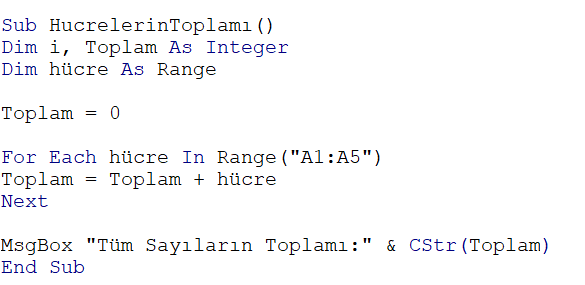 Sub HucrelerinToplamı()
Dim i, Toplam As Integer
Dim hücre As Range
Toplam = 0
For Each hücre In Range("A1:A5")
Toplam = Toplam + hücre
Next
MsgBox "Tüm Sayıların Toplamı:" & CStr(Toplam)
End Sub